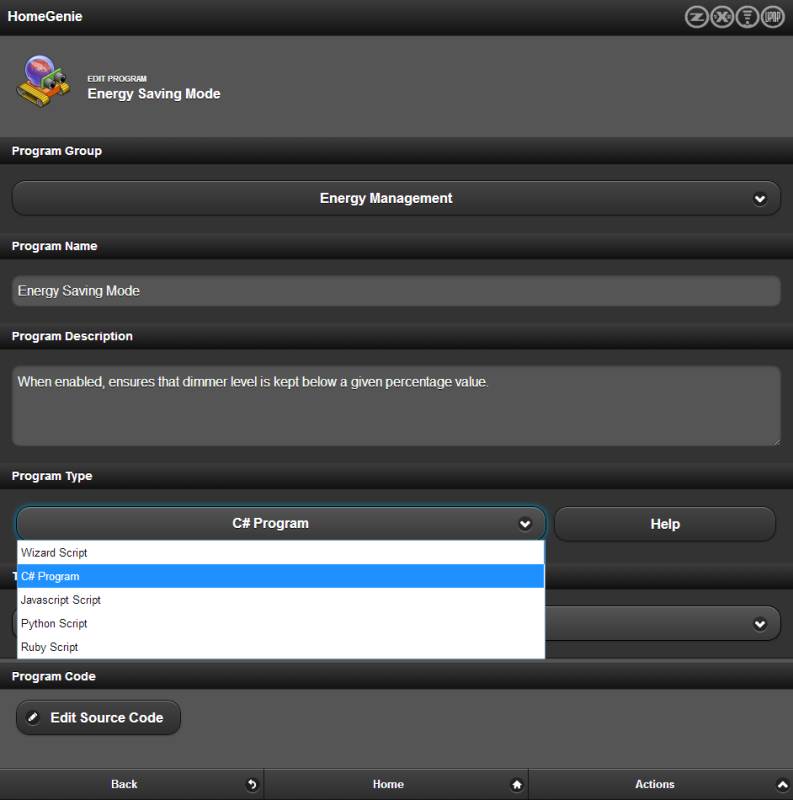 HomeGenie
EDIT PROGRAM
Energy Saving Mode
Program Group
Energy Management
Program Name
Energy Saving Mode
Program Description
When enabled, ensures that dimmer level is kept below a given percentage value.
Program Type
C# Program
Help
Wizard Script
C# Program
Javascript Script
Python Script
Ruby Script
Program Code
Edit Source Code
Back
Home
Actions